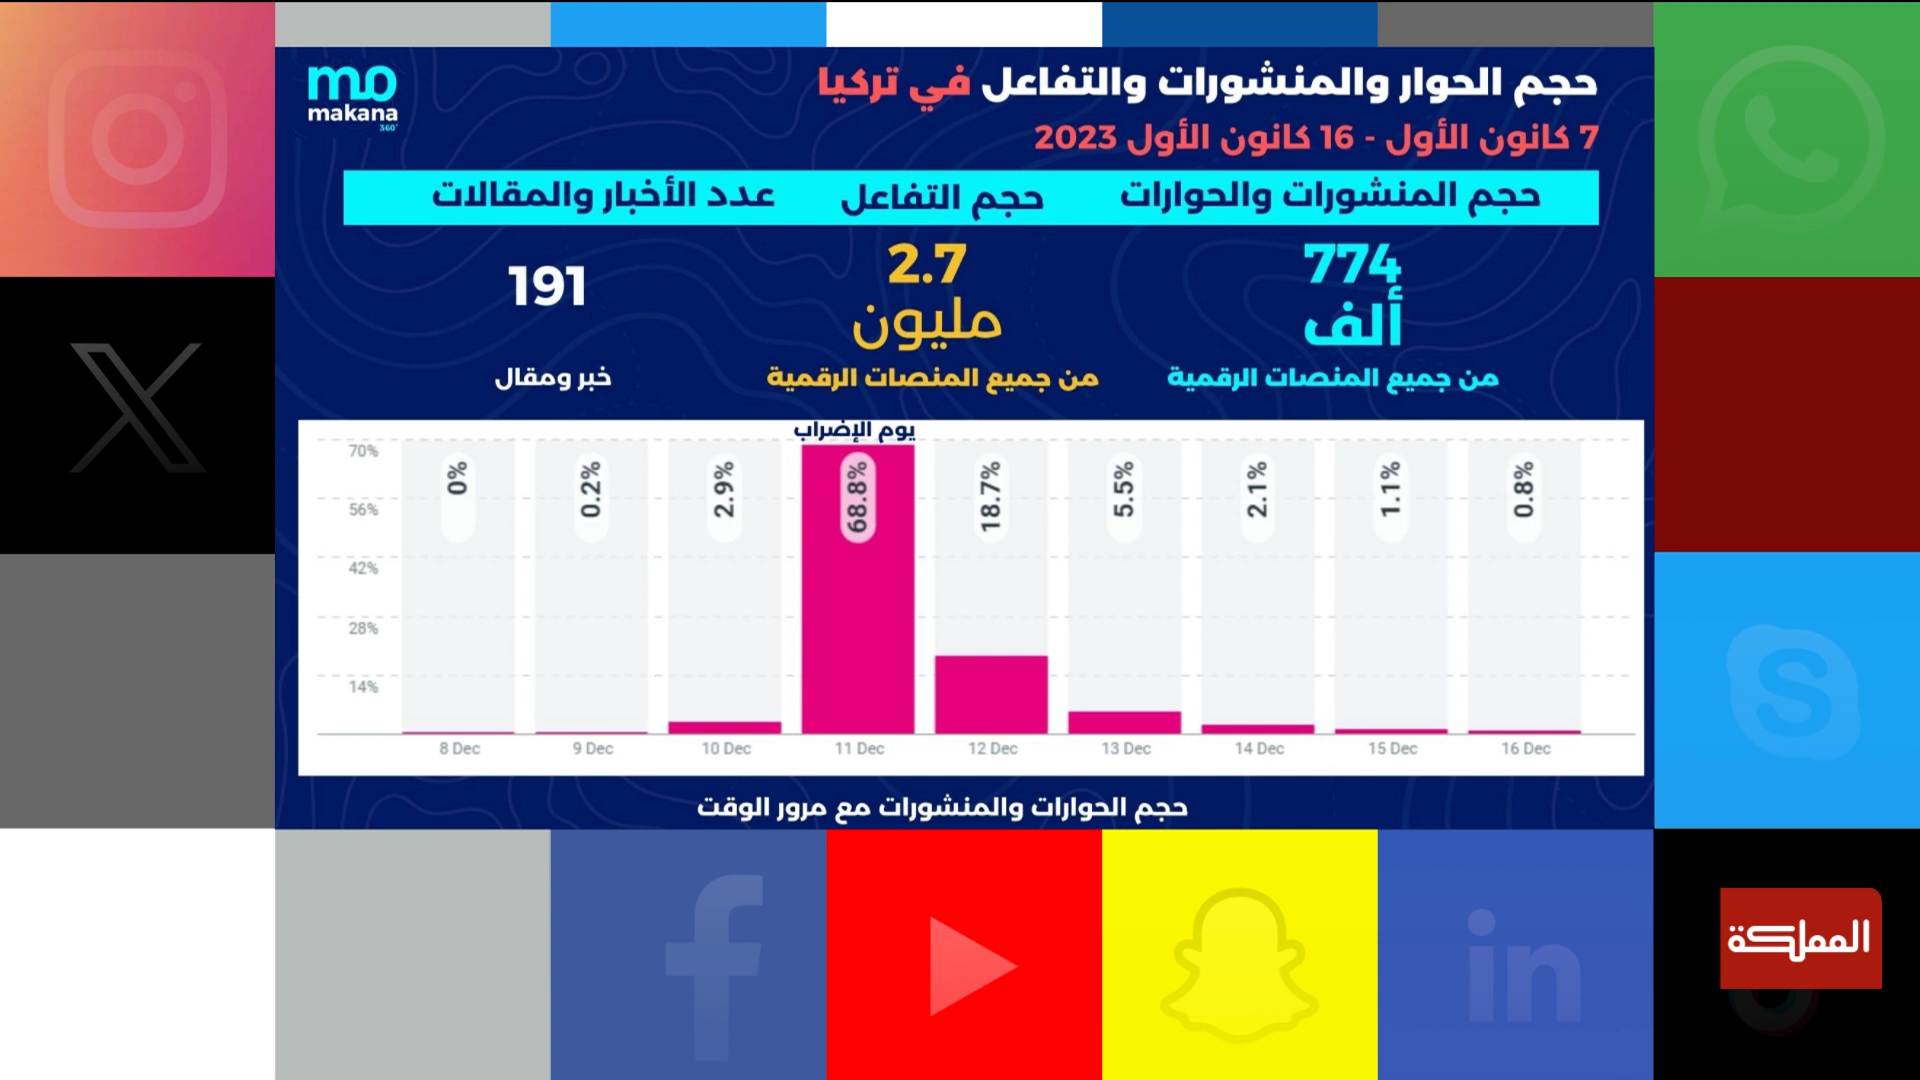 mo
makana
360°
حجم الحوار والمنشورات والتفاعل في تركيا
7 كانون الأول - 16 كانون الأول 2023
حجم المنشورات والحوارات
حجم التفاعل
عدد الأخبار والمقالات
774
ألف
من جميع المنصات الرقمية
2.7
مليون
من جميع المنصات الرقمية
191
خبر ومقال
يوم الإضراب
70%
56%
42%
28%
14%
0%
0.2%
2.9%
68.8%
18.7%
5.5%
2.1%
1.1%
0.8%
8 Dec
9 Dec
10 Dec
11 Dec
12 Dec
13 Dec
14 Dec
15 Dec
16 Dec
حجم الحوارات والمنشورات مع مرور الوقت
in
المملكة